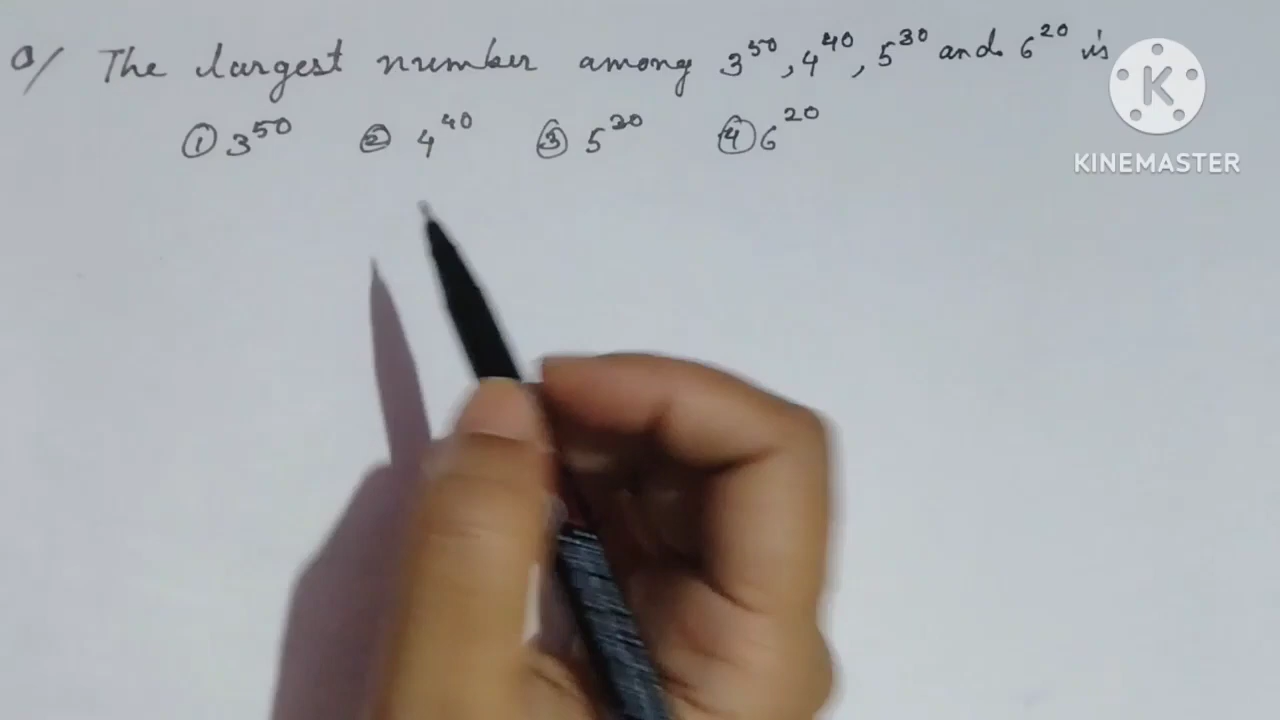 Q/ The largest number among 3^50, 4^40, 5^30 and 6^20 is
① 3^50 ② 4^40 ③ 5^30 ④ 6^20
K
KINEMASTER